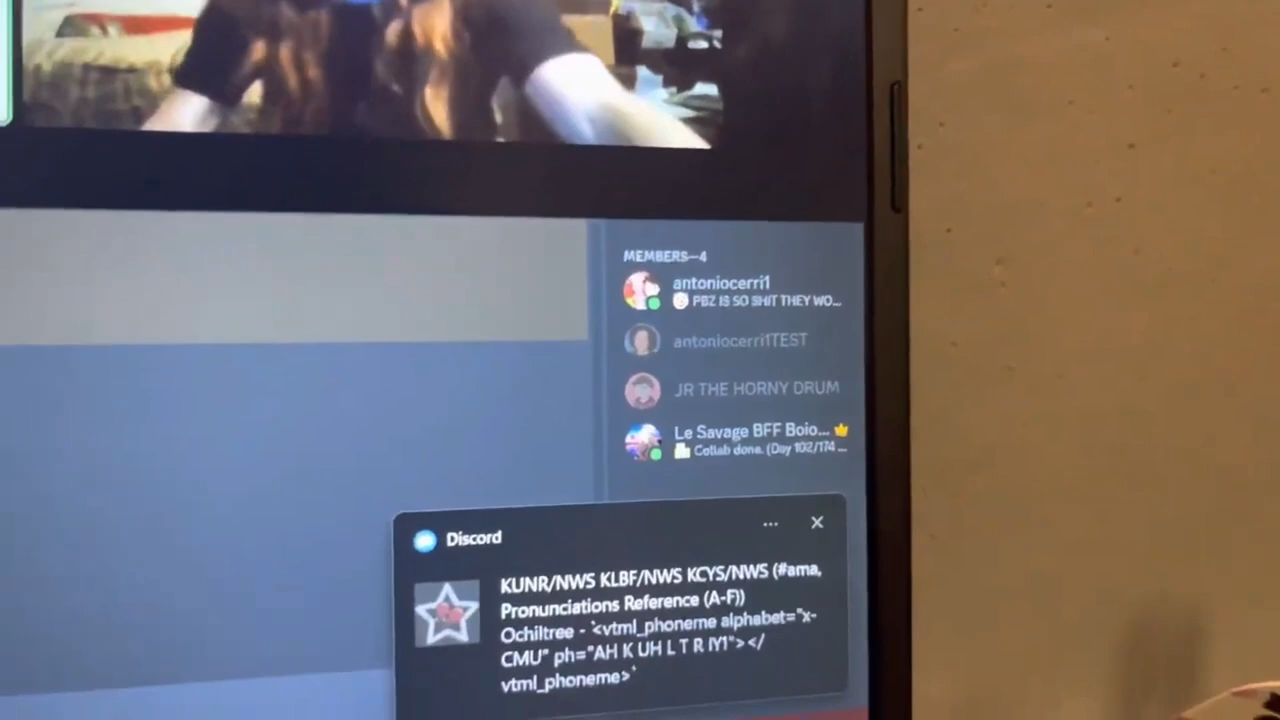 MEMBERS—4
antoniocerri1
PBZ IS SO SHIT THEY WO...
antoniocerri1TEST
JR THE HORNY DRUM
Le Savage BFF Boio...
Collab done. (Day 102/174 ...
Discord
KUNR/NWS KLBF/NWS KCYS/NWS (#ama,
Pronunciations Reference (A-F))
Ochiltree - `<vtml_phoneme alphabet="x-
CMU" ph="AH K UH L T R IY1"></
vtml_phoneme>`